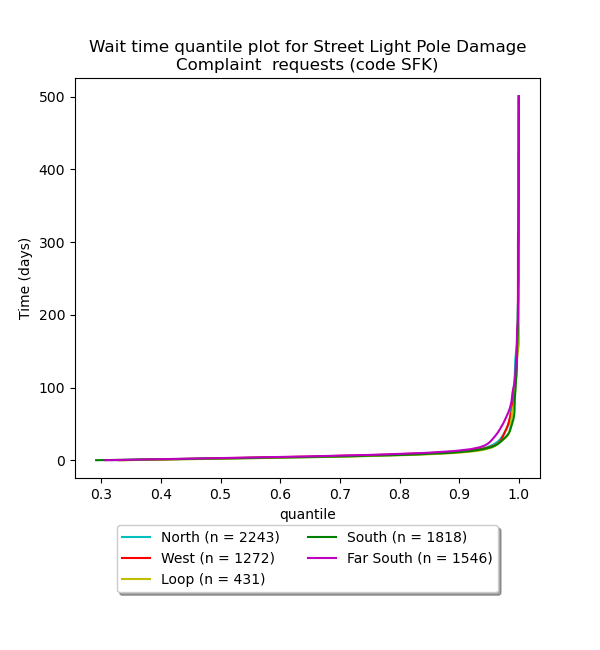 Wait time quantile plot for Street Light Pole Damage
Complaint  requests (code SFK)
500
400
300
200
100
0
Time (days)
0.3 0.4 0.5 0.6 0.7 0.8 0.9 1.0
quantile
North (n = 2243)
West (n = 1272)
Loop (n = 431)
South (n = 1818)
Far South (n = 1546)